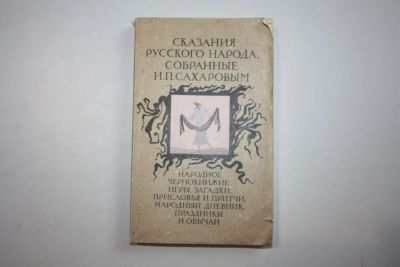 СКАЗАНИЯ
РУССКОГО НАРОДА,
СОБРАННЫЕ
И.П.САХАРОВЫМ
НАРОДНОЕ
ЧЕРНОКНИЖИЕ,
ИГРЫ, ЗАГАДКИ,
ПРИСЛОВЬЯ И ПРИТЧИ,
НАРОДНЫЙ ДНЕВНИК,
ПРАЗДНИКИ
И ОБЫЧАИ